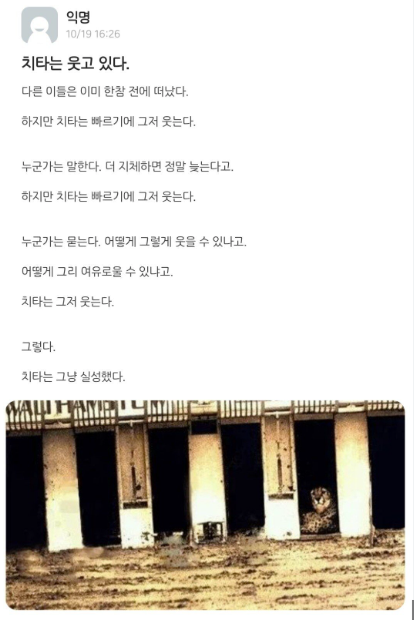 익명
10/19 16:26
치타는 웃고 있다.
다른 이들은 이미 한참 전에 떠났다.
하지만 치타는 빠르기에 그저 웃는다.
누군가는 말한다. 더 지체하면 정말 늦는다고.
하지만 치타는 빠르기에 그저 웃는다.
누군가는 묻는다. 어떻게 그렇게 웃을 수 있나고.
어떻게 그리 여유로울 수 있냐고.
치타는 그저 웃는다.
그렇다.
치타는 그냥 실성했다.